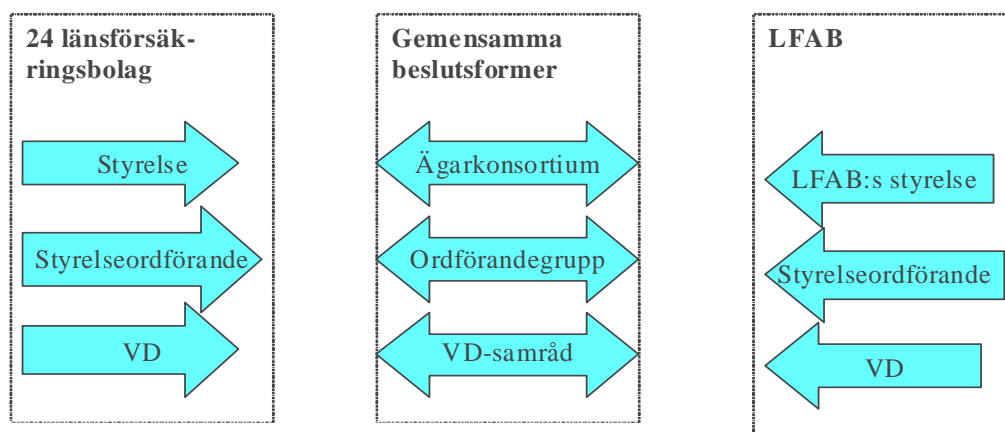 24 länsförsäk-
ringsbolag
Styrelse
Styrelseordförande
VD
Gemensamma
beslutsformer
Ägarkonsortium
Ordförandegrupp
VD-samråd
LFAB
LFAB:s styrelse
Styrelseordförande
VD